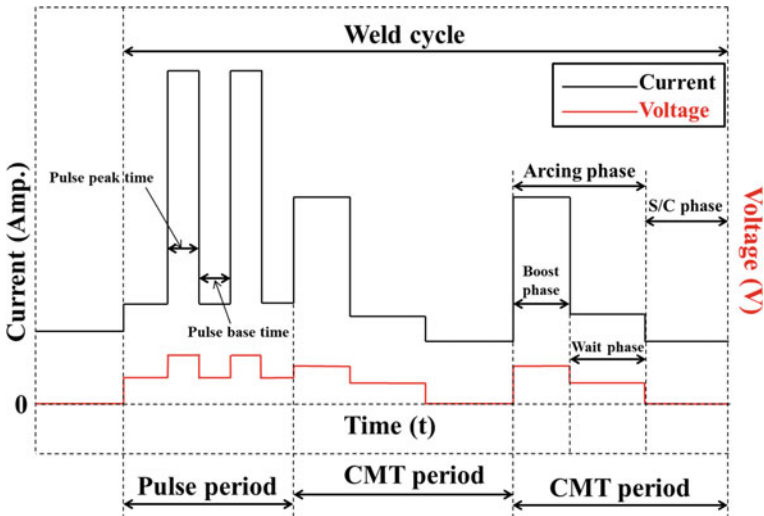 Weld cycle
Current
Voltage
Pulse peak time
Arcing phase
S/C phase
Current (Amp.)
Voltage (V)
Boost
phase
Pulse base time
Wait phase
0
Time (t)
Pulse period
CMT period
CMT period